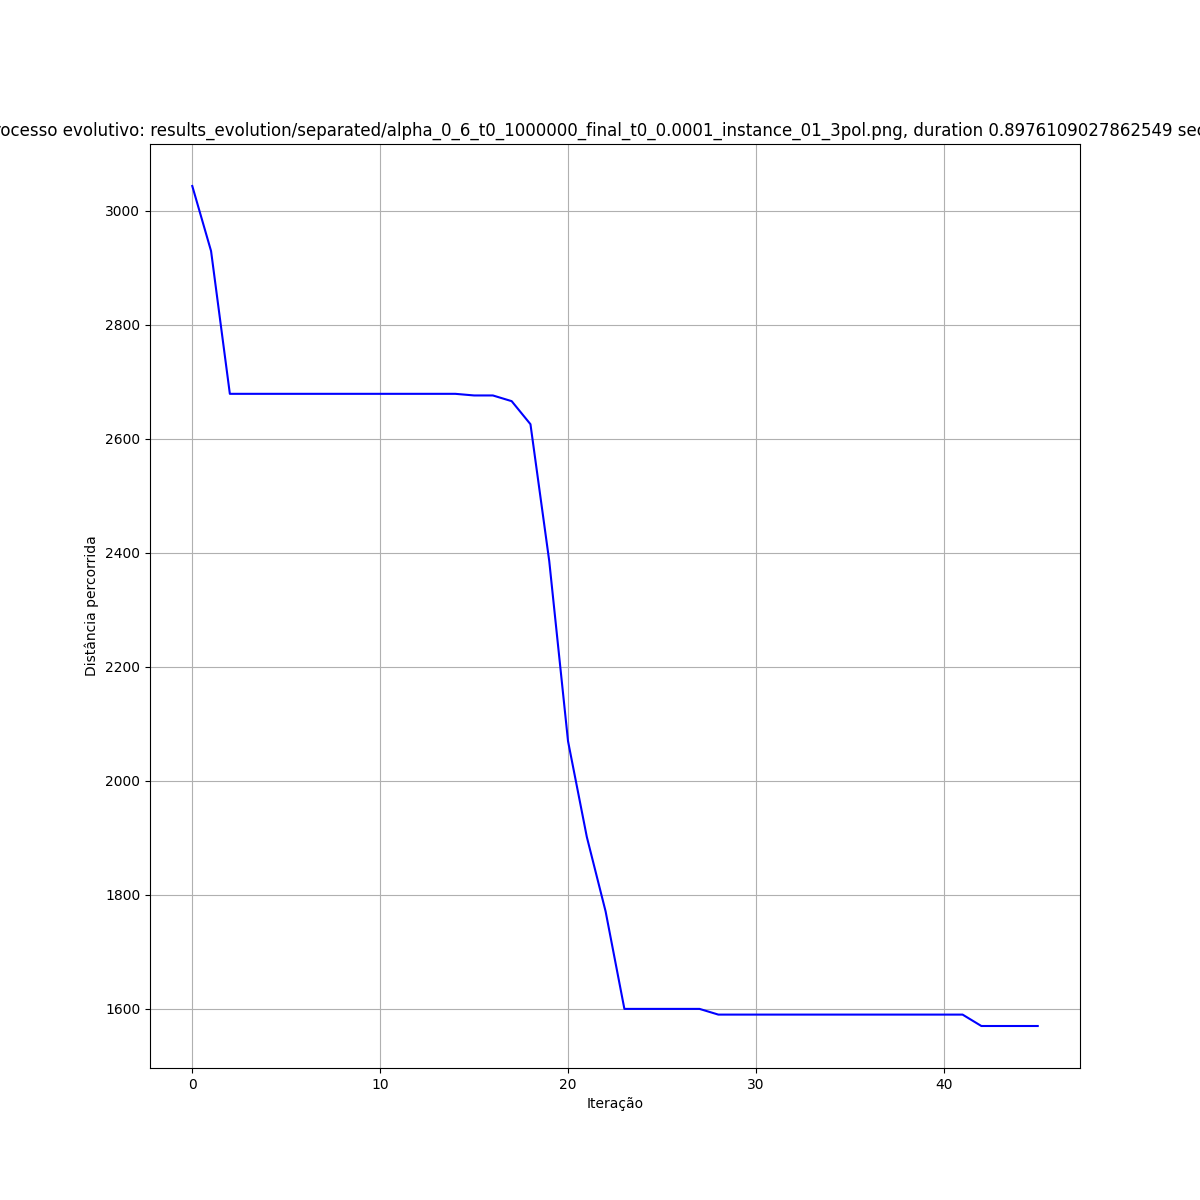 ocesso evolutivo: results_evolution/separated/alpha_0_6_t0_1000000_final_t0_0.0001_instance_01_3pol.png, duration 0.8976109027862549 sec
3000
2800
2600
2400
2200
2000
1800
1600
Distância percorrida
0 10 20 30 40
Iteração